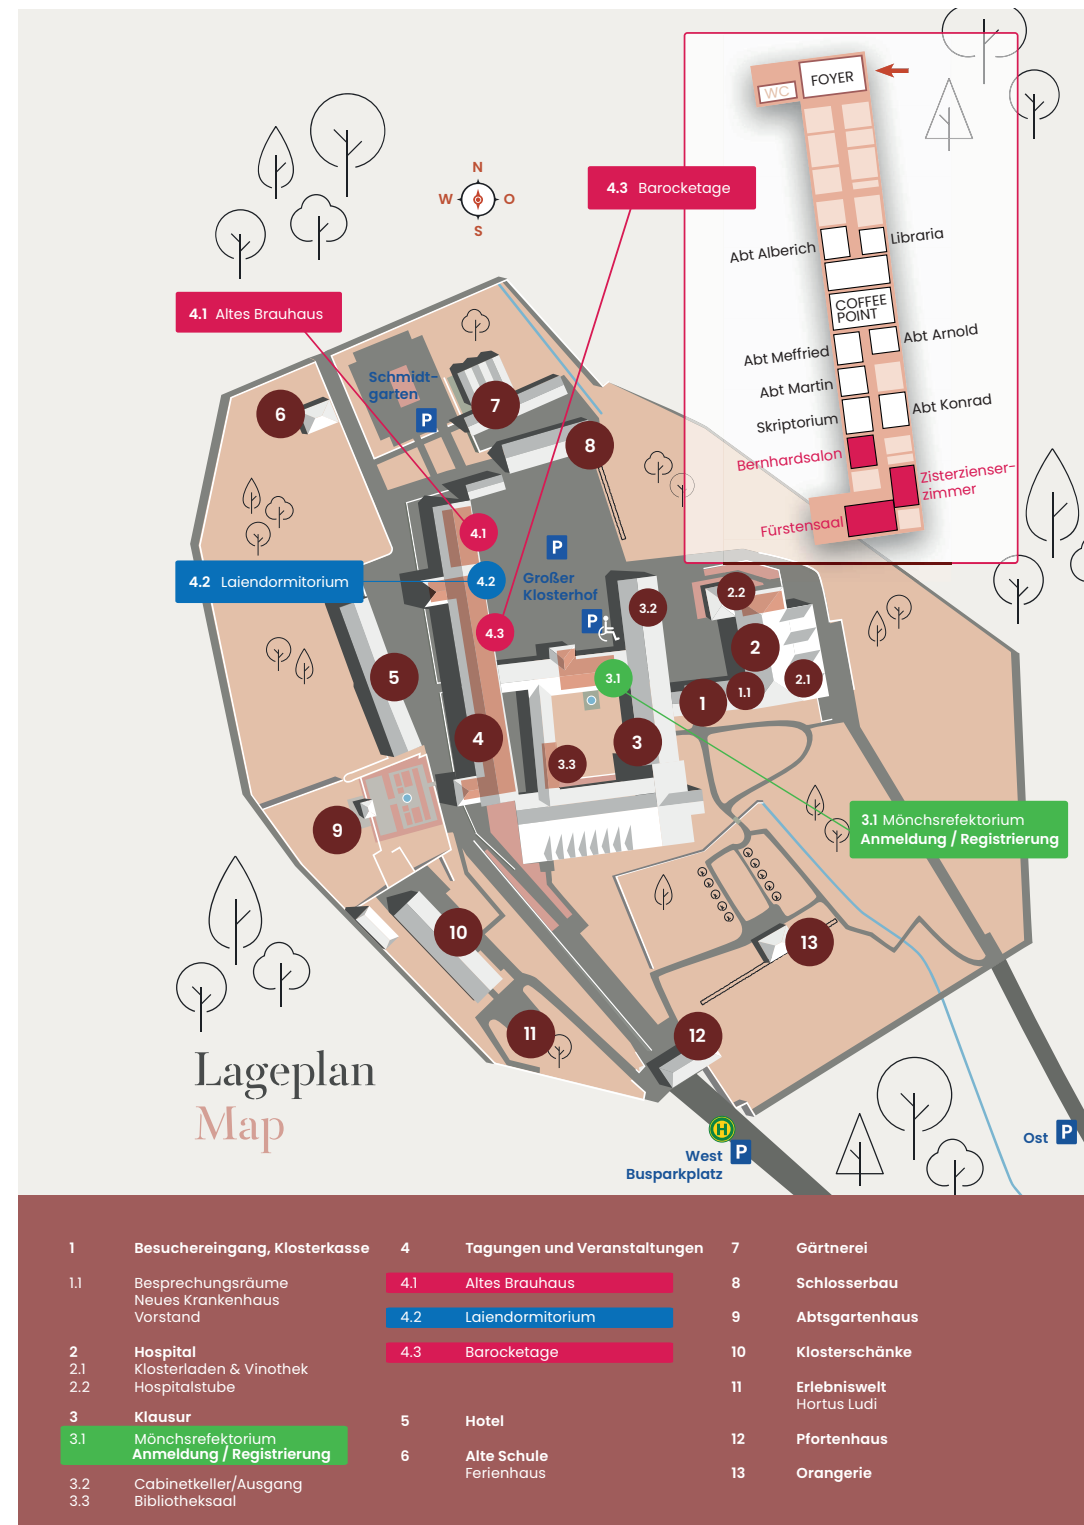 FOYER
WC
N
W
O
S
4.3 Barocketage
Abt Alberich
Libraria
COFFEE
POINT
4.1 Altes Brauhaus
Abt Meffried
Abt Arnold
Abt Martin
Skriptorium
Abt Konrad
Bernhardsalon
Zisterzienser-
zimmer
Fürstensaal
Schmidt-
garten
P
6
7
8
4.1
4.2 Laiendormitorium
4.2
P
Großer
Klosterhof
P
4.3
3.2
2.2
2
5
3.1
1
1.1
2.1
4
3
3.3
9
3.1 Mönchsrefektorium
Anmeldung / Registrierung
10
13
11
12
Lageplan
Map
H
West
Busparkplatz
P
Ost
P
1 Besuchereingang, Klosterkasse
1.1 Besprechungsräume
Neues Krankenhaus
Vorstand
2 Hospital
2.1 Klosterladen & Vinothek
2.2 Hospitalstube
3 Klausur
3.1 Mönchsrefektorium
Anmeldung / Registrierung
3.2 Cabinetkeller/Ausgang
3.3 Bibliotheksaal
4 Tagungen und Veranstaltungen
4.1 Altes Brauhaus
4.2 Laiendormitorium
4.3 Barocketage
5 Hotel
6 Alte Schule
Ferienhaus
7 Gärtnerei
8 Schlosserbau
9 Abtsgartenhaus
10 Klosterschänke
11 Erlebniswelt
Hortus Ludi
12 Pfortenhaus
13 Orangerie